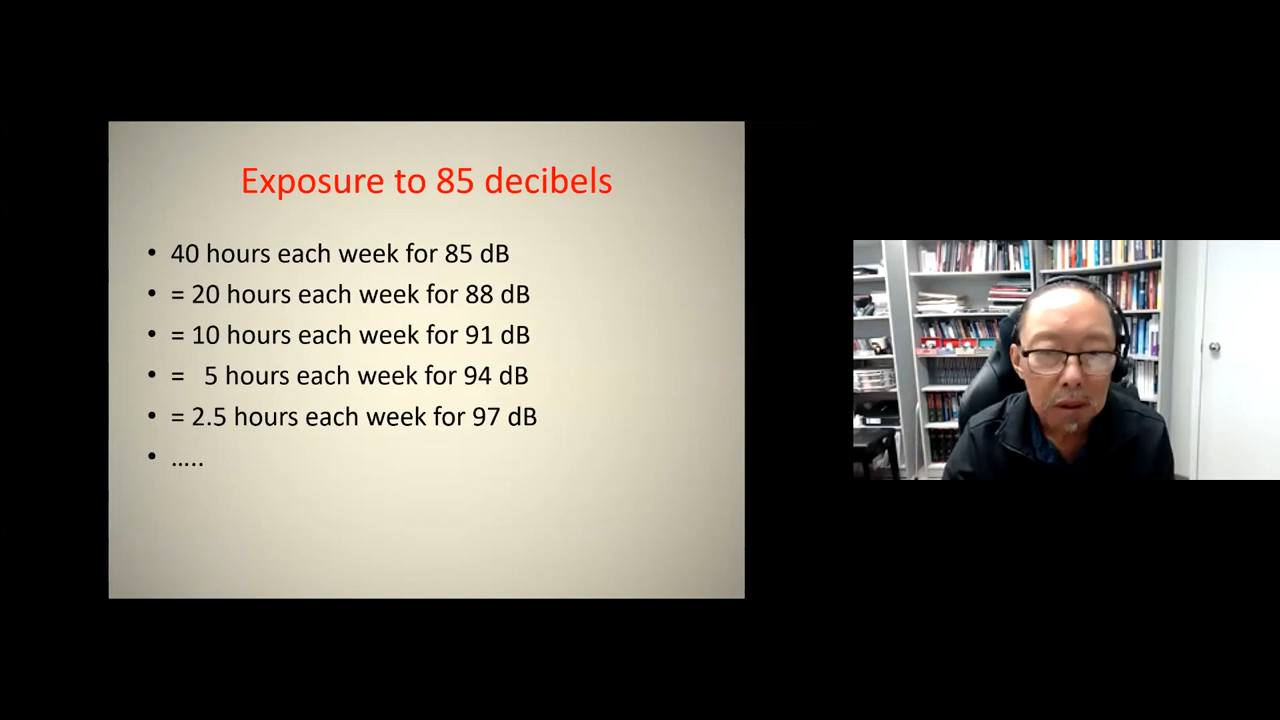 Exposure to 85 decibels
• 40 hours each week for 85 dB
• = 20 hours each week for 88 dB
• = 10 hours each week for 91 dB
• =   5 hours each week for 94 dB
• = 2.5 hours each week for 97 dB
• …..